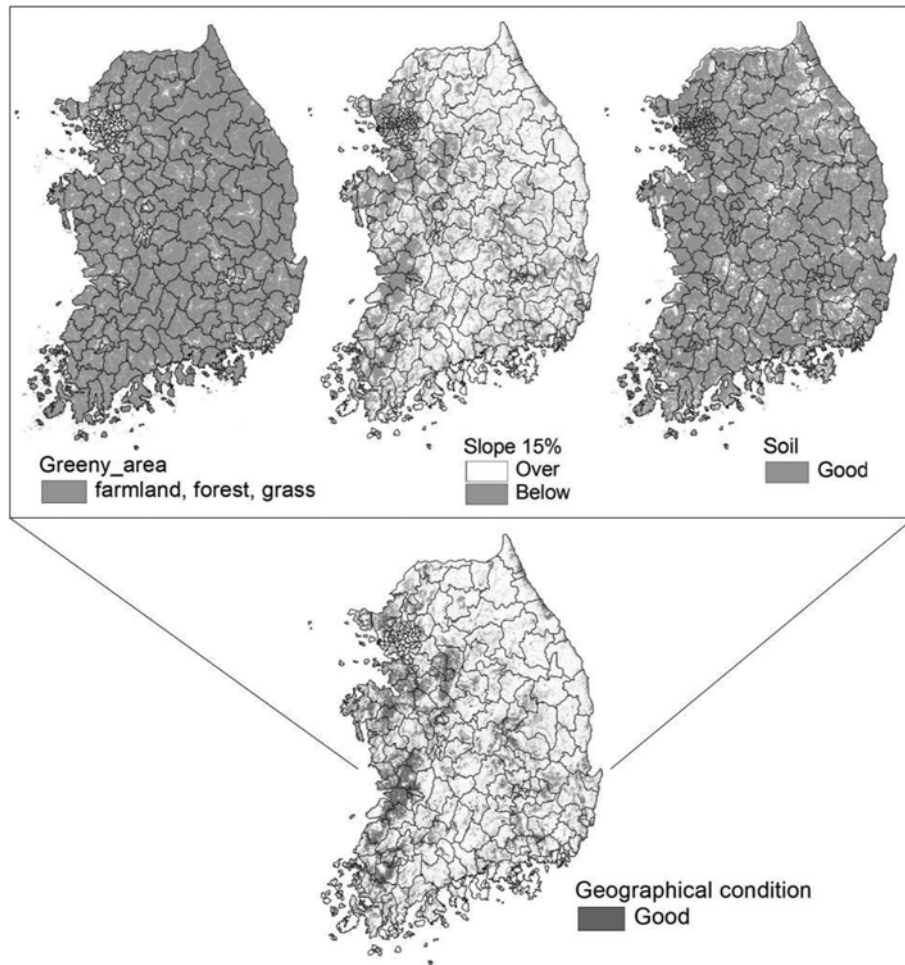 Greeny_area
farmland, forest, grass
Slope 15%
Over
Below
Soil
Good
Geographical condition
Good